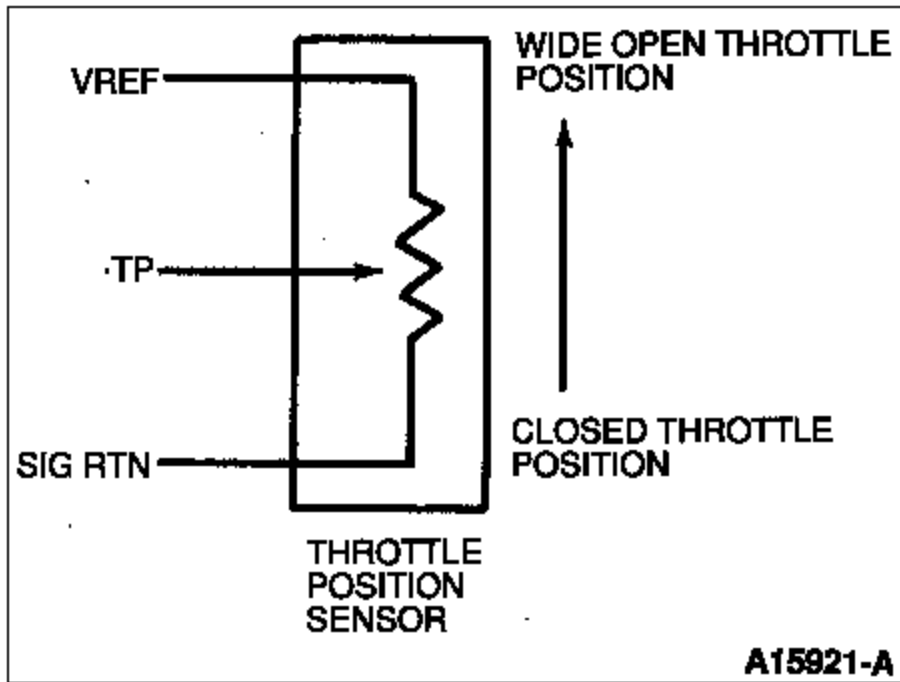 WIDE OPEN THROTTLE
POSITION
VREF
TP
CLOSED THROTTLE
POSITION
SIG RTN
THROTTLE
POSITION
SENSOR
A15921-A